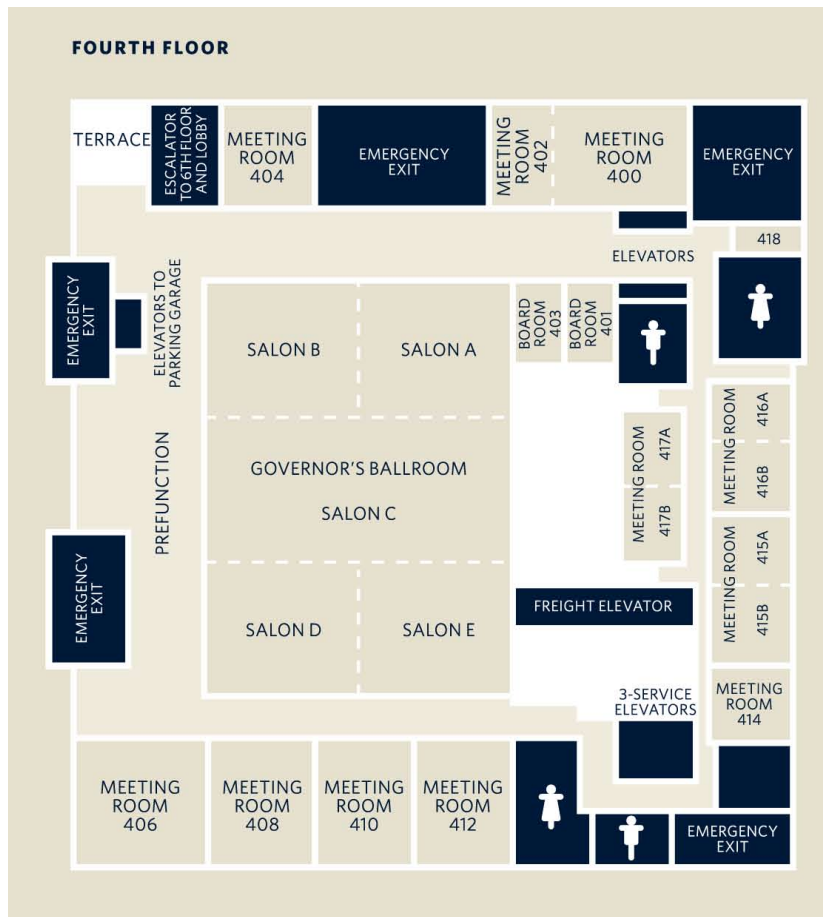 FOURTH FLOOR
TERRACE
ESCALATOR
TO 6TH FLOOR
AND LOBBY
MEETING
ROOM
404
EMERGENCY
EXIT
MEETING
ROOM
402
MEETING
ROOM
400
EMERGENCY
EXIT
418
ELEVATORS
EMERGENCY
EXIT
ELEVATORS TO
PARKING GARAGE
SALON B
SALON A
BOARD
ROOM
403
BOARD
ROOM
401
MEETING ROOM
416A
416B
MEETING ROOM
417A
417B
PREFUNCTION
GOVERNOR'S BALLROOM
SALON C
MEETING ROOM
415A
415B
EMERGENCY
EXIT
SALON D
SALON E
FREIGHT ELEVATOR
3-SERVICE
ELEVATORS
MEETING
ROOM
414
MEETING
ROOM
406
MEETING
ROOM
408
MEETING
ROOM
410
MEETING
ROOM
412
EMERGENCY
EXIT